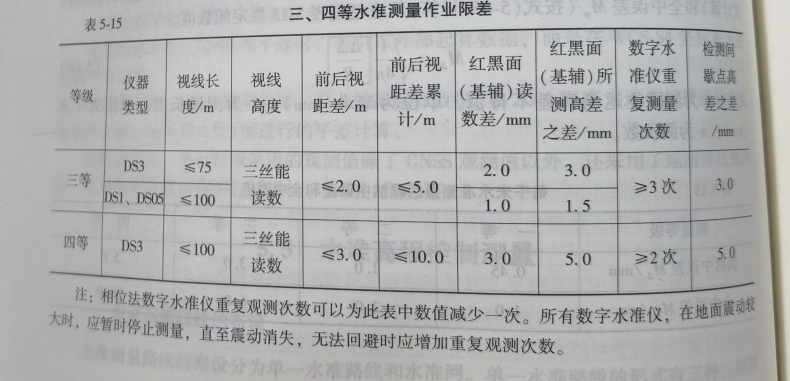 表5-15
三、四等水准测量作业限差
等级 仪器类型 视线长度/m 视线高度 前后视距差/m 前后视距差累计/m 红黑面(基辅)读数差/mm 红黑面(基辅)所测高差之差/mm 数字水准仪重复测量次数 检测间歇点高差之差/mm
三等 DS3 ≤75 三丝能读数 ≤2.0 ≤5.0 2.0 3.0 ≥3次 3.0
DS1、DS05 ≤100 1.0 1.5
四等 DS3 ≤100 三丝能读数 ≤3.0 ≤10.0 3.0 5.0 ≥2次 5.0
注：相位法数字水准仪重复观测次数可以为此表中数值减少一次。所有数字水准仪，在地面震动较
大时，应暂时停止测量，直至震动消失，无法回避时应增加重复观测次数。